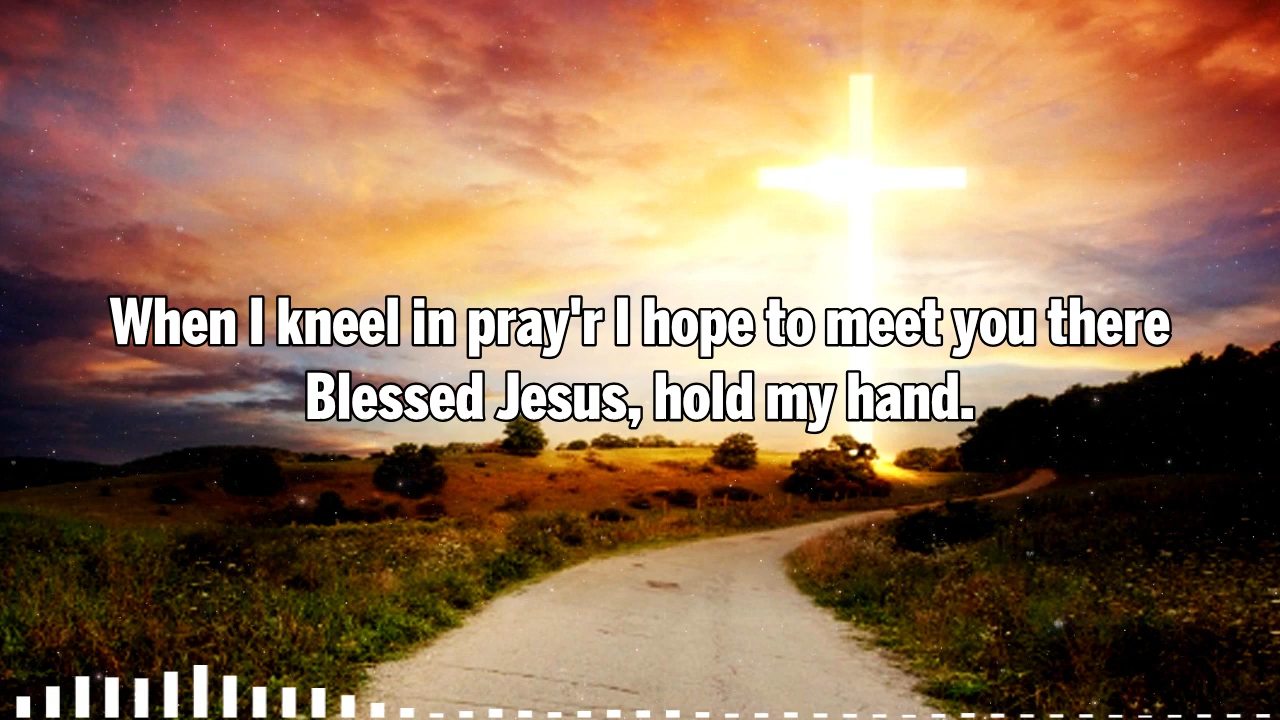 When I kneel in pray'r I hope to meet you there
Blessed Jesus, hold my hand.